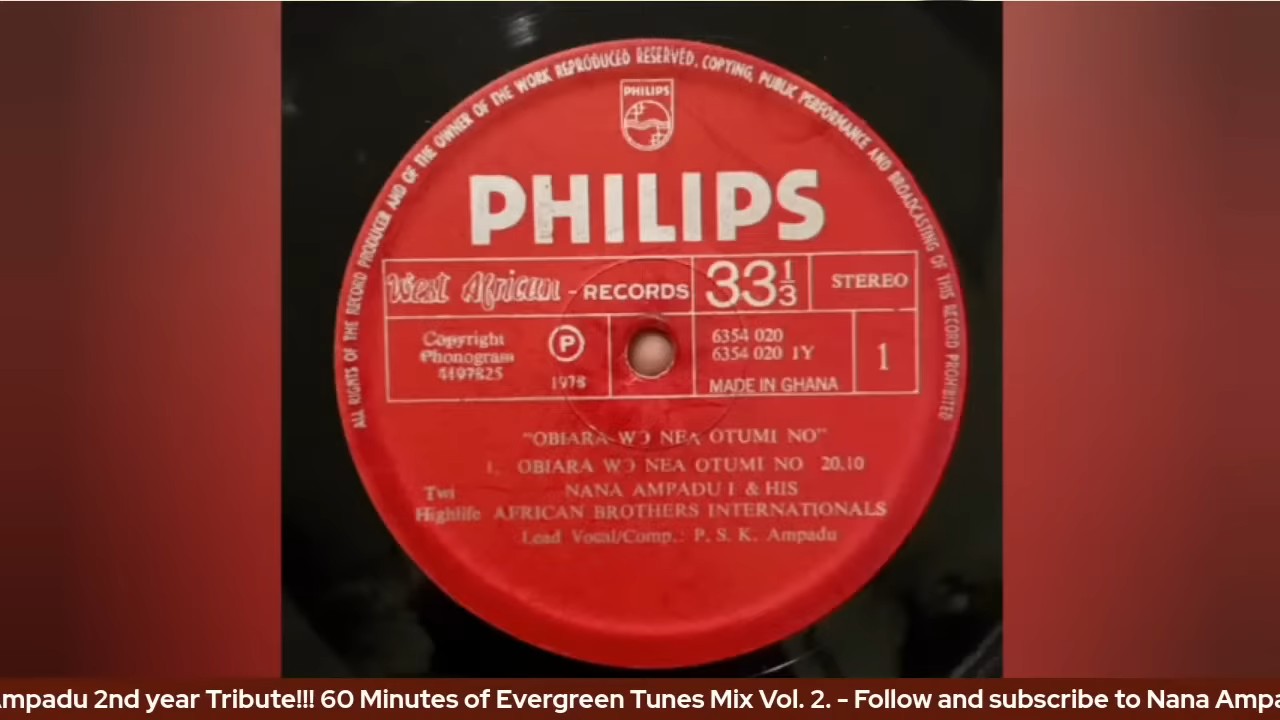 ALL RIGHTS OF THE RECORD PRODUCER AND OF THE OWNER OF THE WORK REPRODUCED RESERVED. COPYING, PUBLIC PERFORMANCE AND BROADCASTING OF THIS RECORD PROHIBITED
PHILIPS
PHILIPS
West African - RECORDS
33 1/3
STEREO
Copyright
Phonogram
4497825
P
1978
6354 020
6354 020 1Y
MADE IN GHANA
1
"OBIARA WƆ NEA OTUMI NO"
1. OBIARA WƆ NEA OTUMI NO 20.10
Twi
Highlife
NANA AMPADU I & HIS
AFRICAN BROTHERS INTERNATIONALS
Lead Vocal/Comp.: P. S. K. Ampadu
mpadu 2nd year Tribute!!! 60 Minutes of Evergreen Tunes Mix Vol. 2. - Follow and subscribe to Nana Ampa